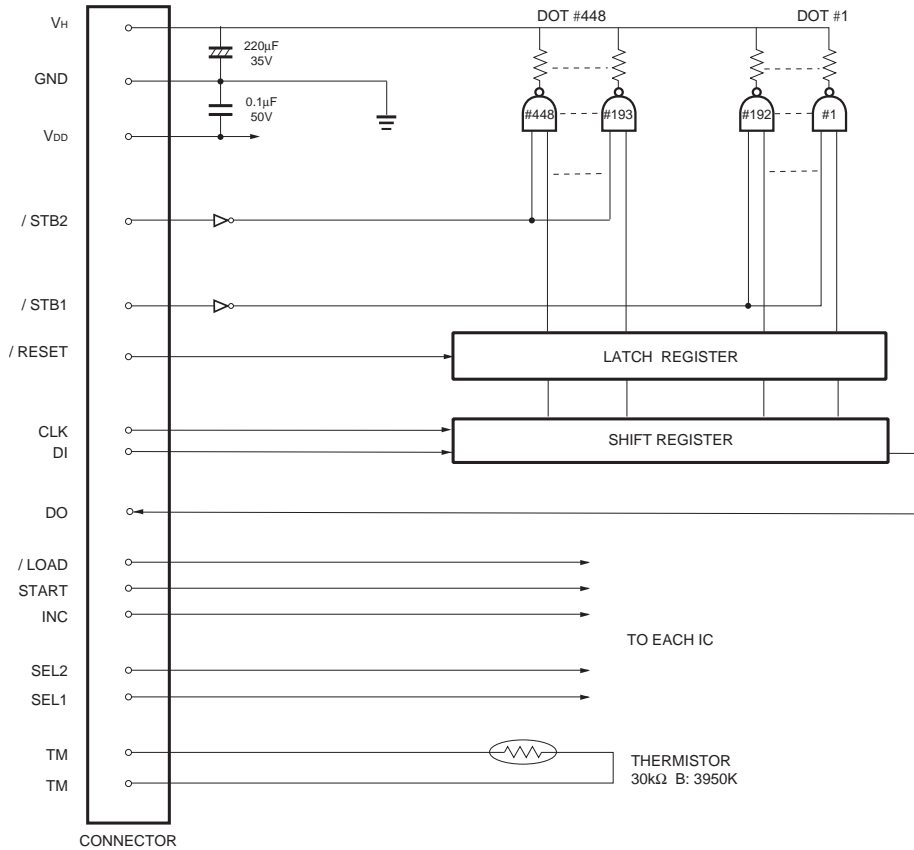 VH
DOT #448
DOT #1
220µF
35V
GND
0.1µF
50V
#448
#193
#192
#1
VDD
/ STB2
/ STB1
/ RESET
LATCH REGISTER
CLK
SHIFT REGISTER
DI
DO
/ LOAD
START
INC
TO EACH IC
SEL2
SEL1
TM
THERMISTOR
30kΩ B: 3950K
TM
CONNECTOR